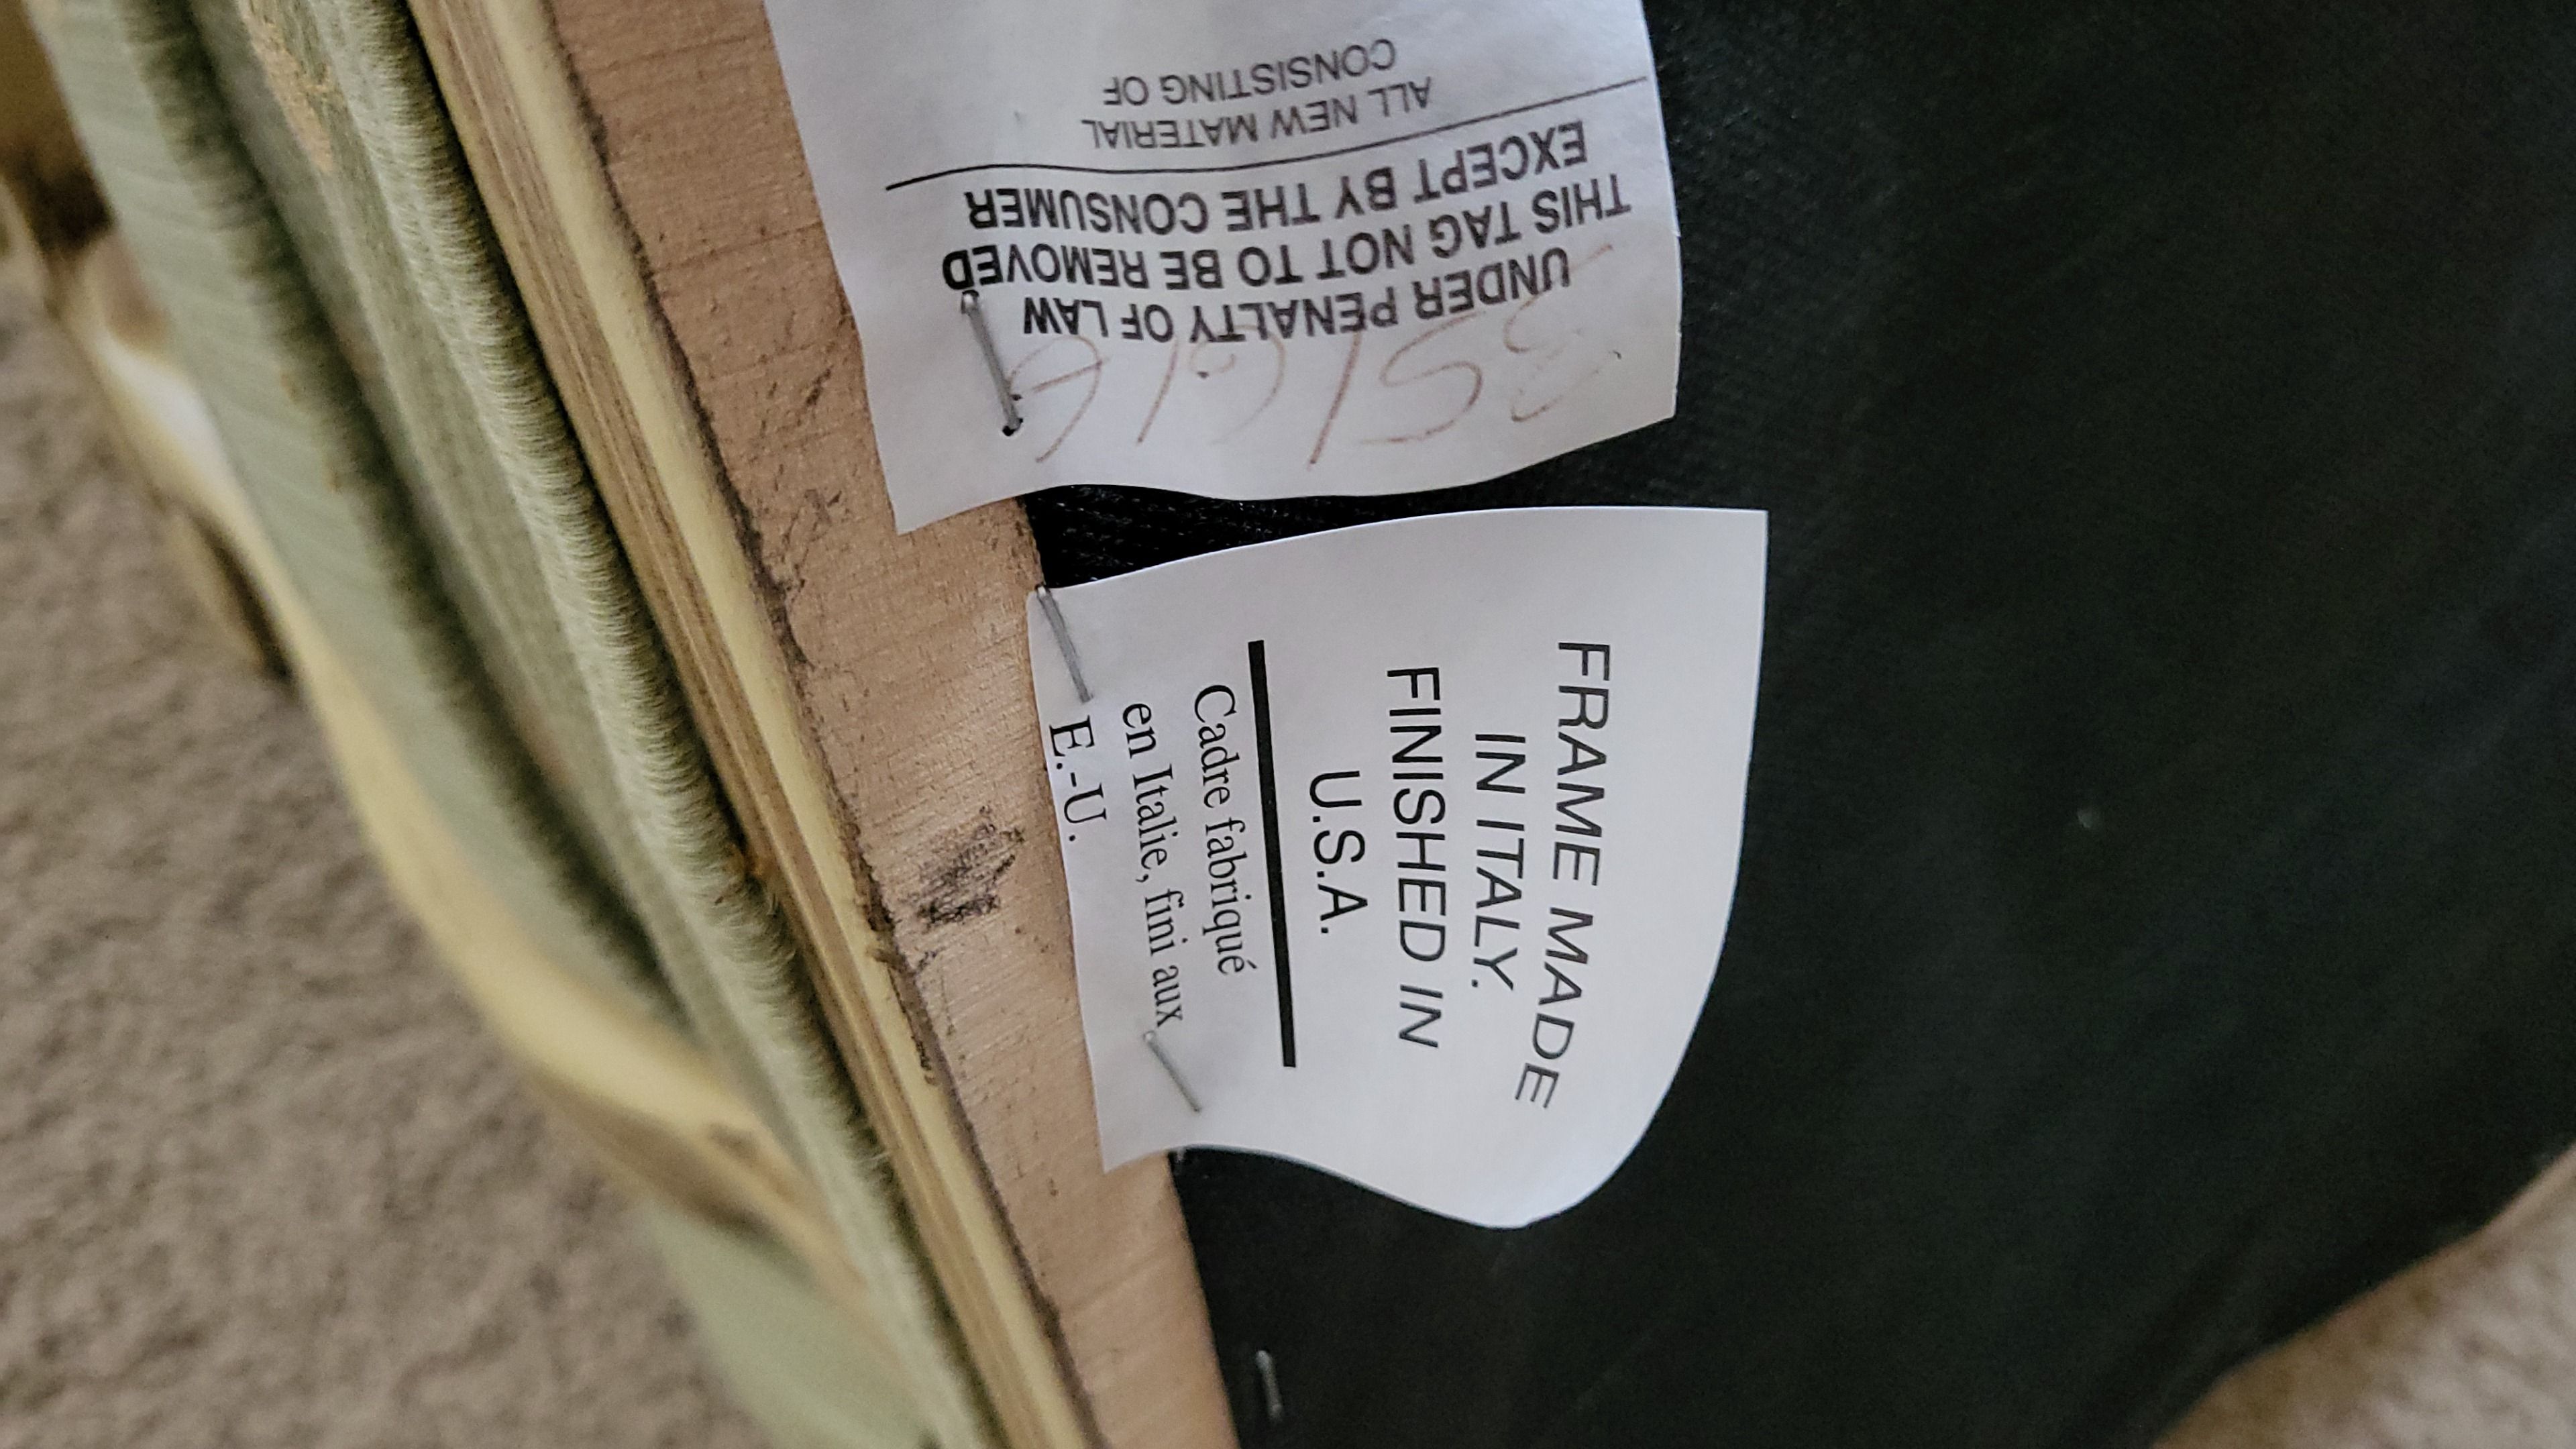 UNDER PENALTY OF LAW
THIS TAG NOT TO BE REMOVED
EXCEPT BY THE CONSUMER
ALL NEW MATERIAL
CONSISTING OF
FRAME MADE
IN ITALY.
FINISHED IN
U.S.A.
Cadre fabriqué
en Italie, fini aux
E.-U.